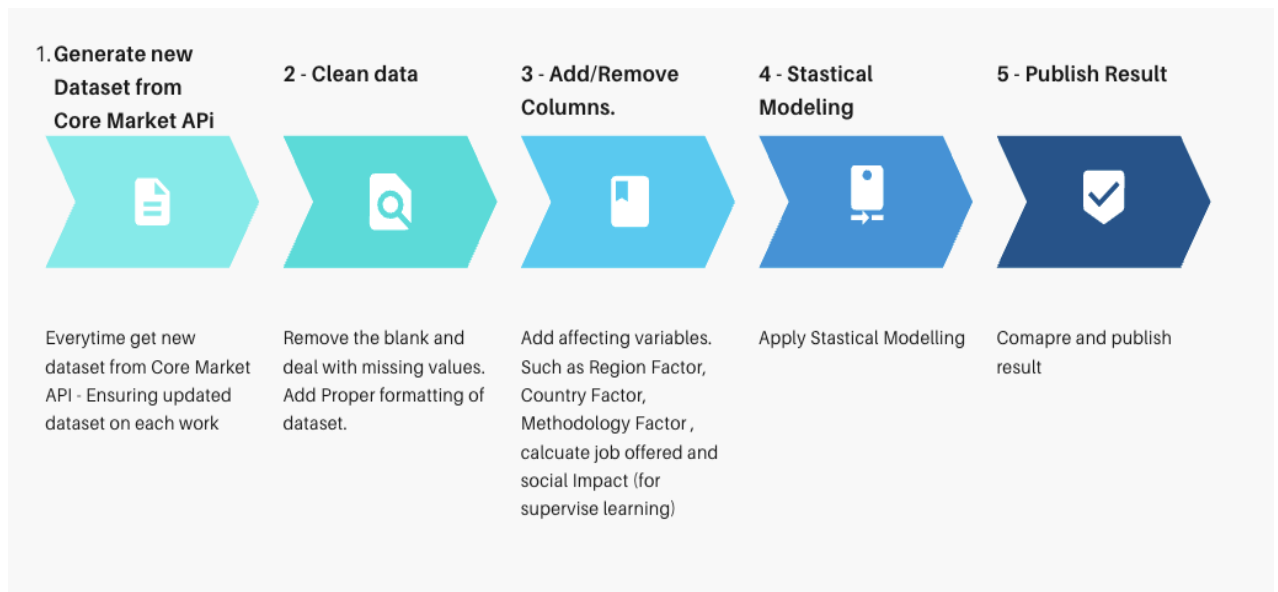 1. Generate new
Dataset from
Core Market APi
2 - Clean data
3 - Add/Remove
Columns.
4 - Stastical
Modeling
5 - Publish Result
Everytime get new
dataset from Core Market
API - Ensuring updated
dataset on each work
Remove the blank and
deal with missing values.
Add Proper formatting of
dataset.
Add affecting variables.
Such as Region Factor,
Country Factor,
Methodology Factor ,
calcuate job offered and
social Impact (for
supervise learning)
Apply Stastical Modelling
Comapre and publish
result